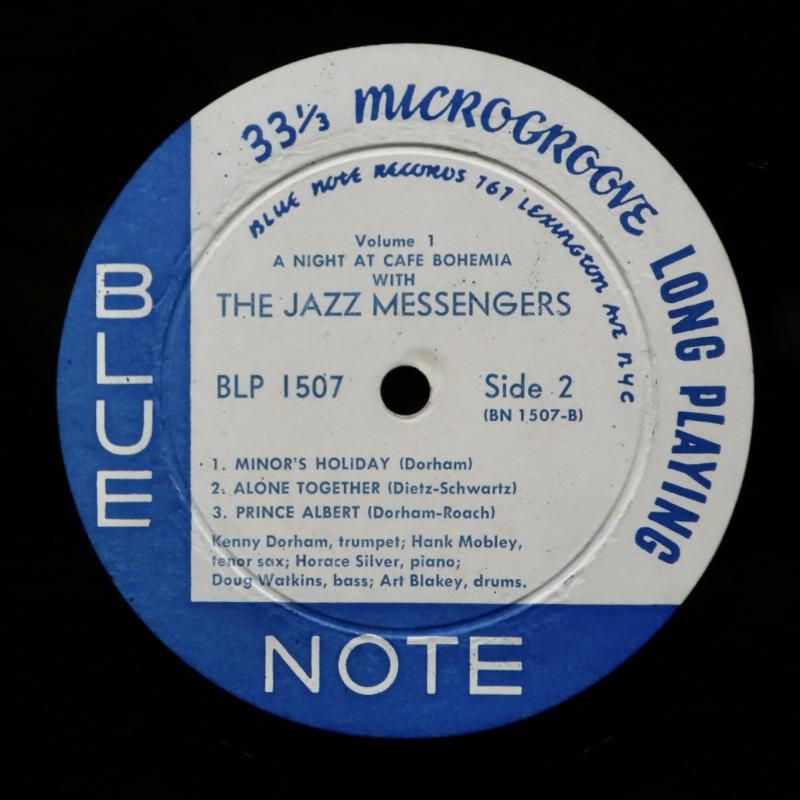 33⅓ MICROGROOVE LONG PLAYING
BLUE NOTE RECORDS 767 LEXINGTON AVE NYC
Volume 1
A NIGHT AT CAFE BOHEMIA
WITH
THE JAZZ MESSENGERS
BLP 1507
Side 2
(BN 1507-B)
1. MINOR'S HOLIDAY (Dorham)
2. ALONE TOGETHER (Dietz-Schwartz)
3. PRINCE ALBERT (Dorham-Roach)
Kenny Dorham, trumpet; Hank Mobley,
tenor sax; Horace Silver, piano;
Doug Watkins, bass; Art Blakey, drums.
BLUE
NOTE